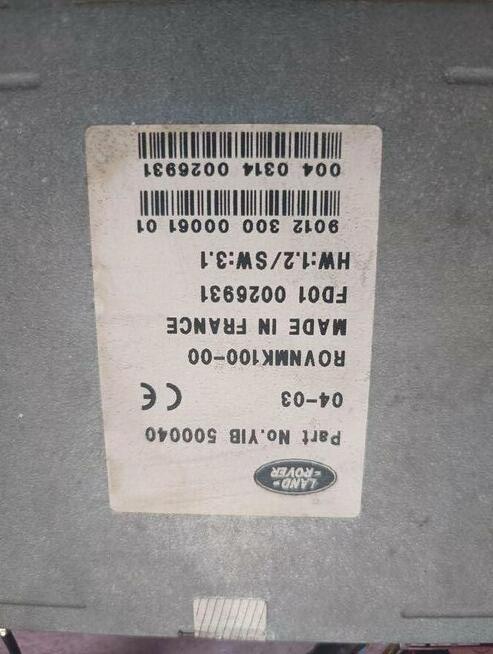 LAND
ROVER
Part No.YIB 500040
04-03 CE
ROVNMK100-00
MADE IN FRANCE
FD01 0026931
HW:1.2/SW:3.1
9012 300 00061 01
004 0314 0026931